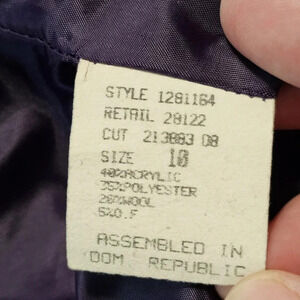 STYLE 1281164
RETAIL 28122
CUT 213883 08
SIZE 10
40%ACRYLIC
35%POLYESTER
20%WOOL
5%O.F
ASSEMBLED IN
DOM REPUBLIC